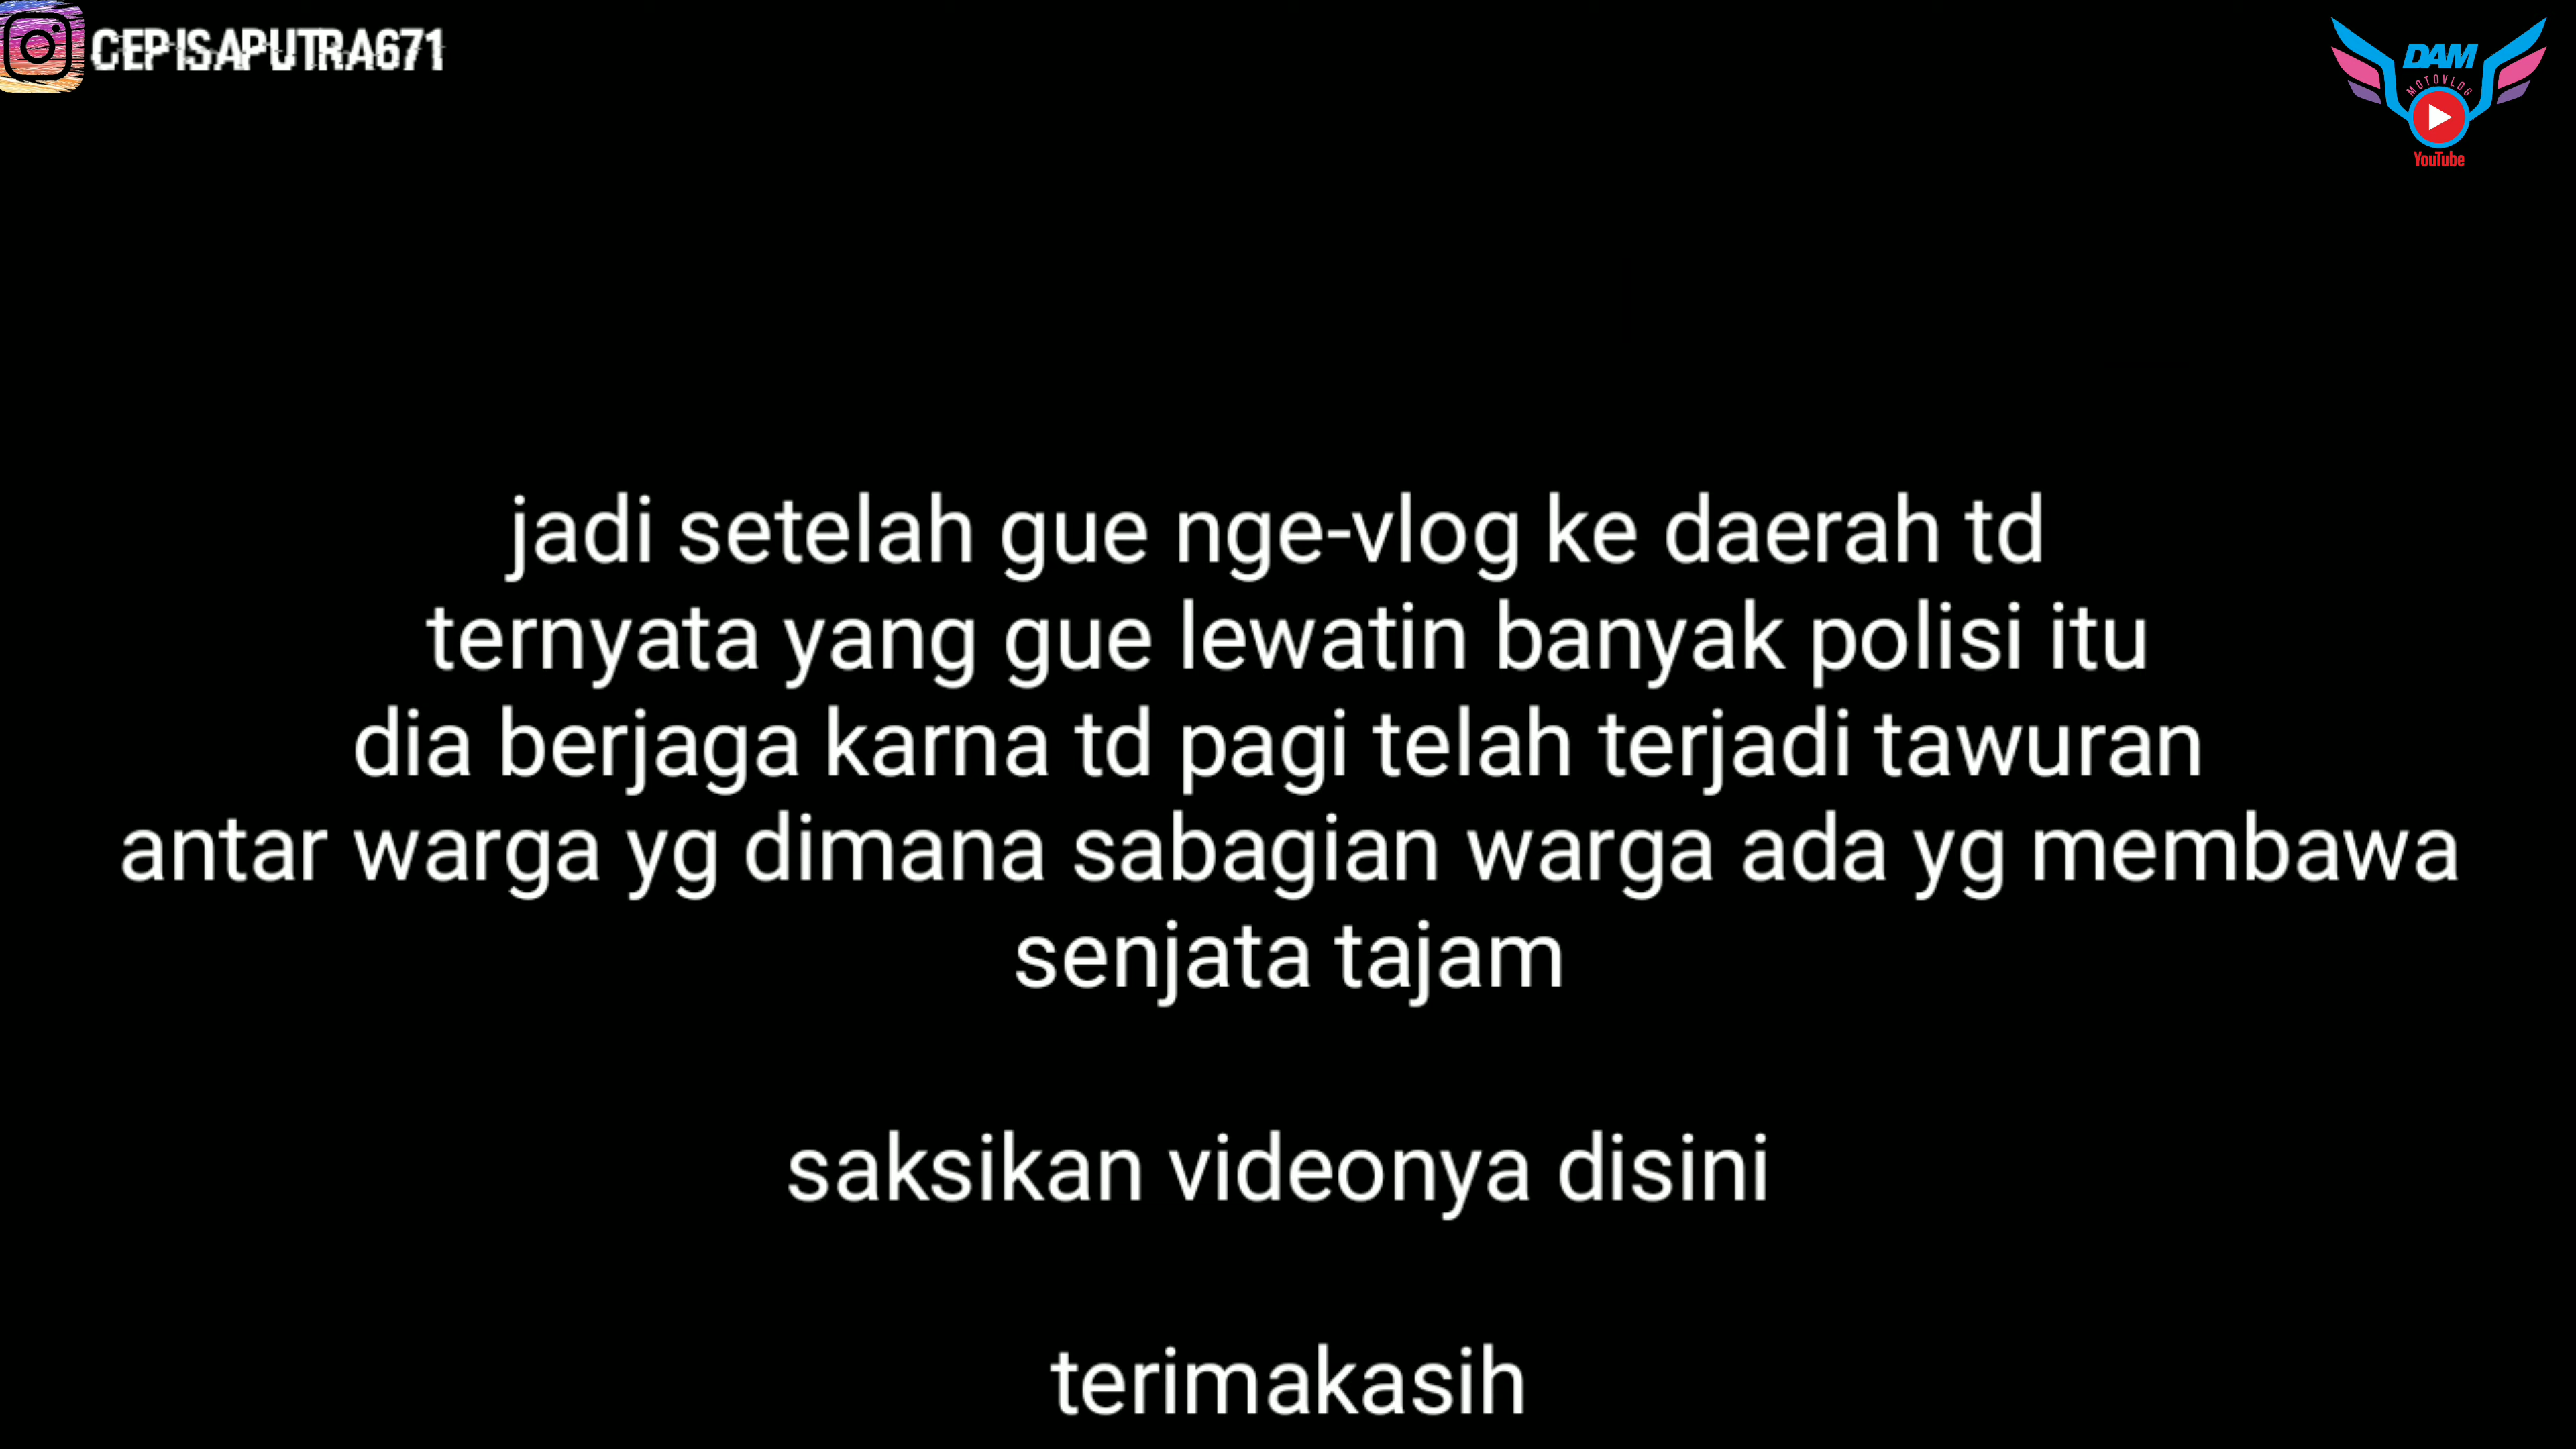 CEPISAPUTRA671
DAM
MOTOVLOG
YouTube
jadi setelah gue nge-vlog ke daerah td
ternyata yang gue lewatin banyak polisi itu
dia berjaga karna td pagi telah terjadi tawuran
antar warga yg dimana sabagian warga ada yg membawa
senjata tajam
saksikan videonya disini
terimakasih